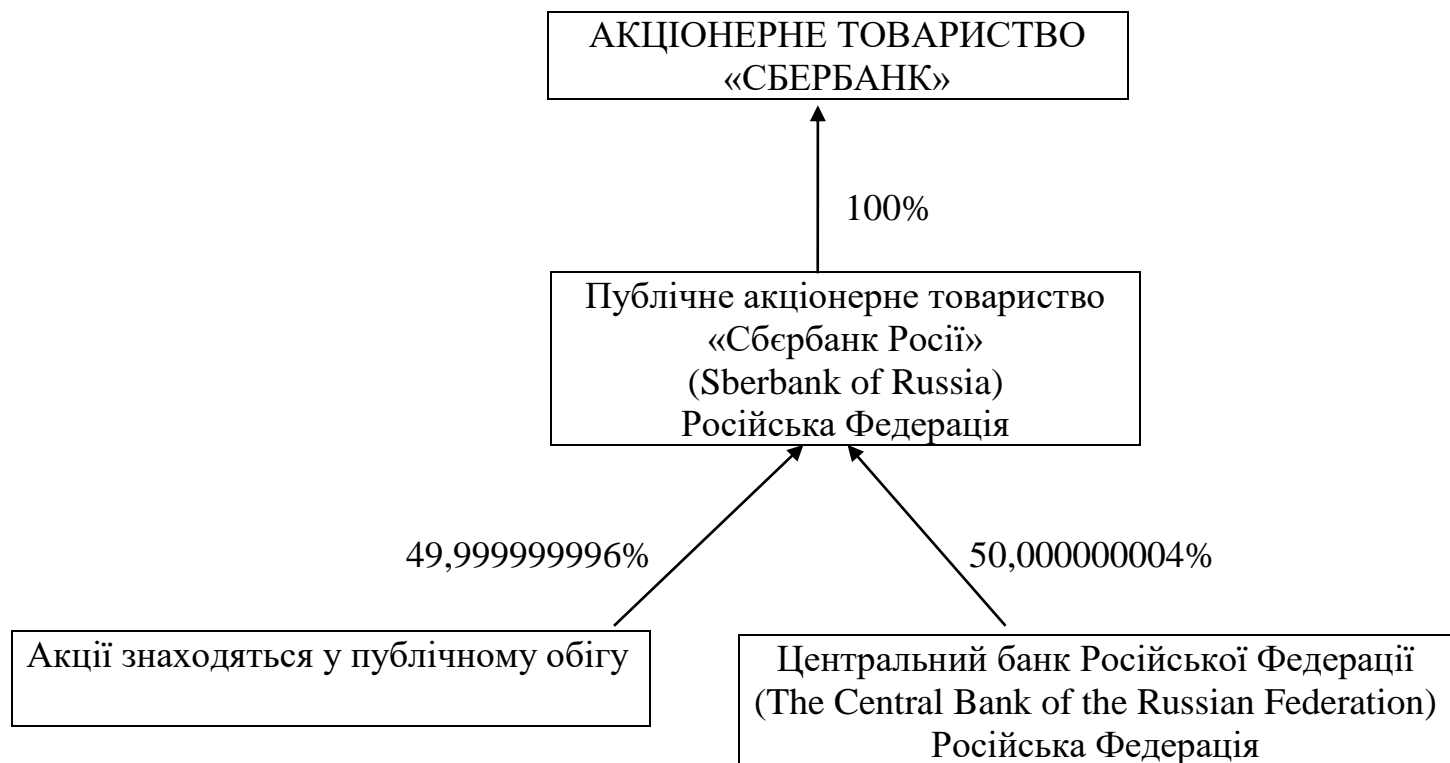 АКЦІОНЕРНЕ ТОВАРИСТВО
«СБЕРБАНК»
100%
Публічне акціонерне товариство
«Сбєрбанк Росії»
(Sberbank of Russia)
Російська Федерація
49,999999996%
50,000000004%
Акції знаходяться у публічному обігу
Центральний банк Російської Федерації
(The Central Bank of the Russian Federation)
Російська Федерація